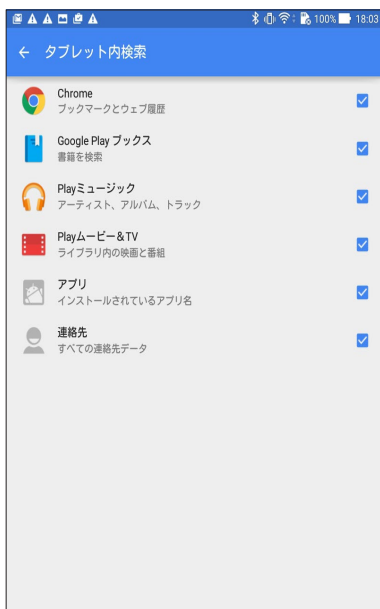 100% 18:03
タブレット内検索
Chrome
ブックマークとウェブ履歴
Google Play ブックス
書籍を検索
Playミュージック
アーティスト、アルバム、トラック
Playムービー&TV
ライブラリ内の映画と番組
アプリ
インストールされているアプリ名
連絡先
すべての連絡先データ